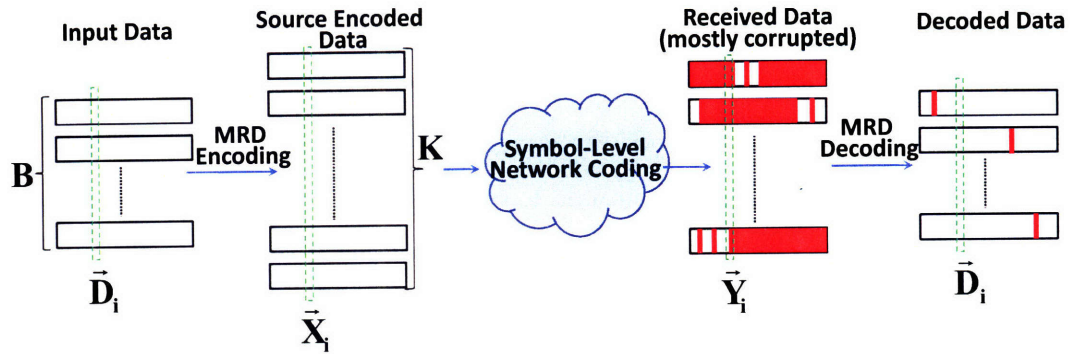 Input Data
Source Encoded
Data
Received Data
(mostly corrupted)
Decoded Data
B
MRD
Encoding
K
Symbol-Level
Network Coding
MRD
Decoding
D⃗i
X⃗i
Y⃗i
D⃗i